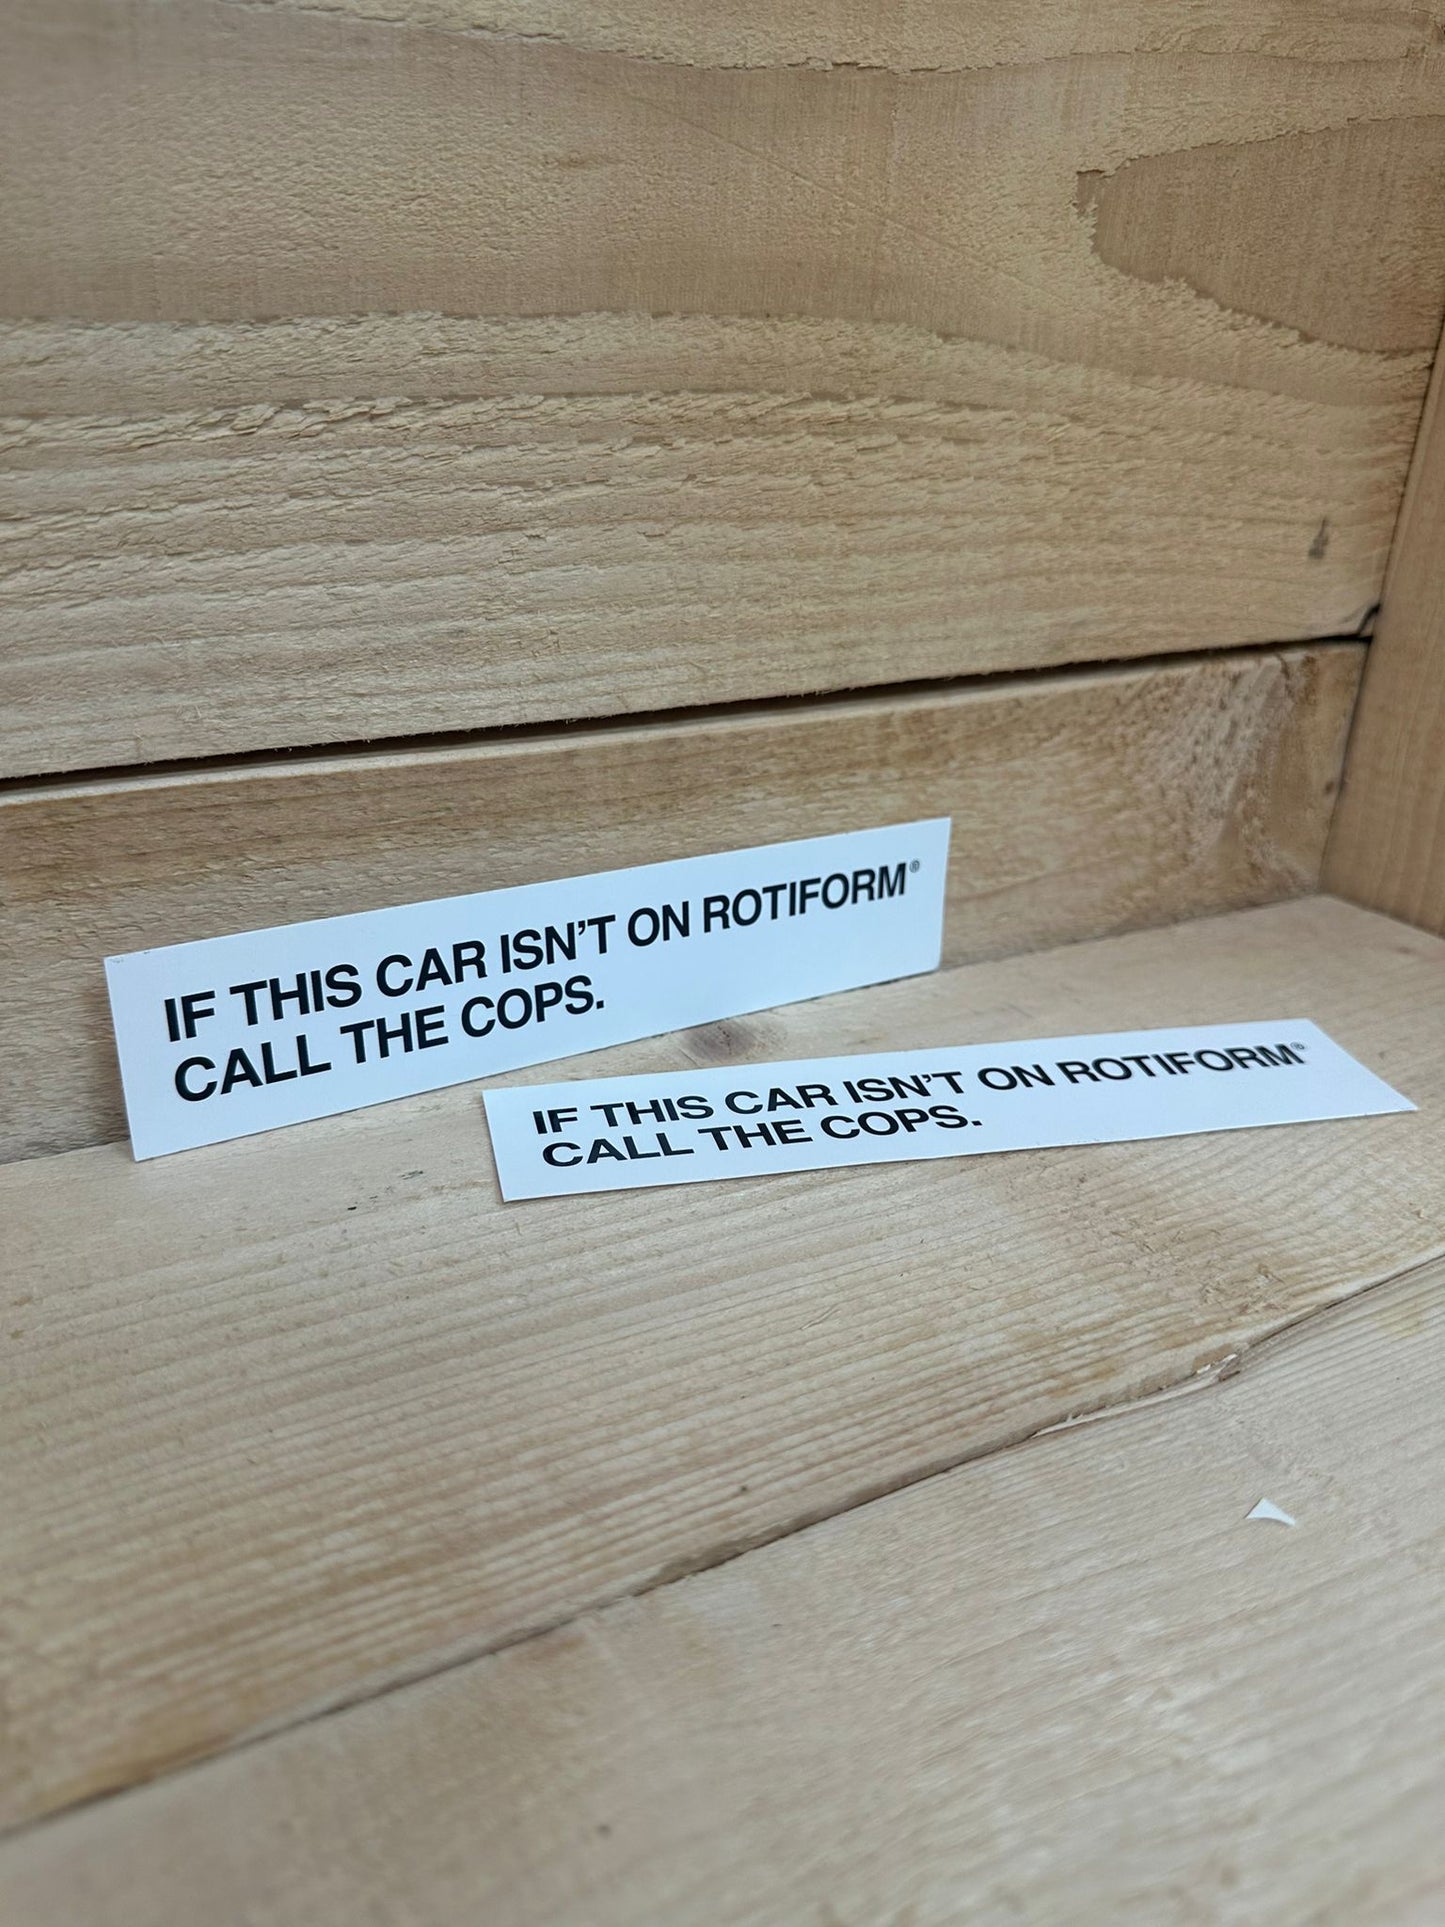 IF THIS CAR ISN'T ON ROTIFORM®
CALL THE COPS.
IF THIS CAR ISN'T ON ROTIFORM®
CALL THE COPS.